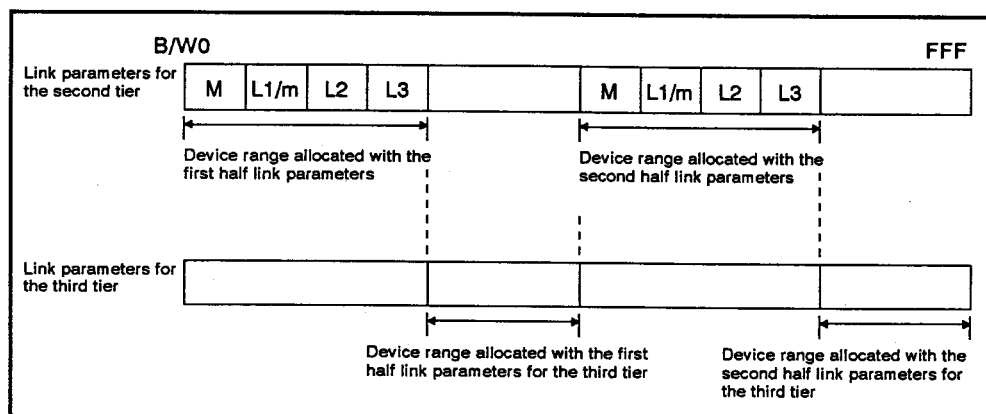 B/W0 FFF
Link parameters for
the second tier
M L1/m L2 L3 M L1/m L2 L3
Device range allocated with the
first half link parameters
Device range allocated with the
second half link parameters
Link parameters for
the third tier
Device range allocated with the first
half link parameters for the third tier
Device range allocated with the
second half link parameters for
the third tier